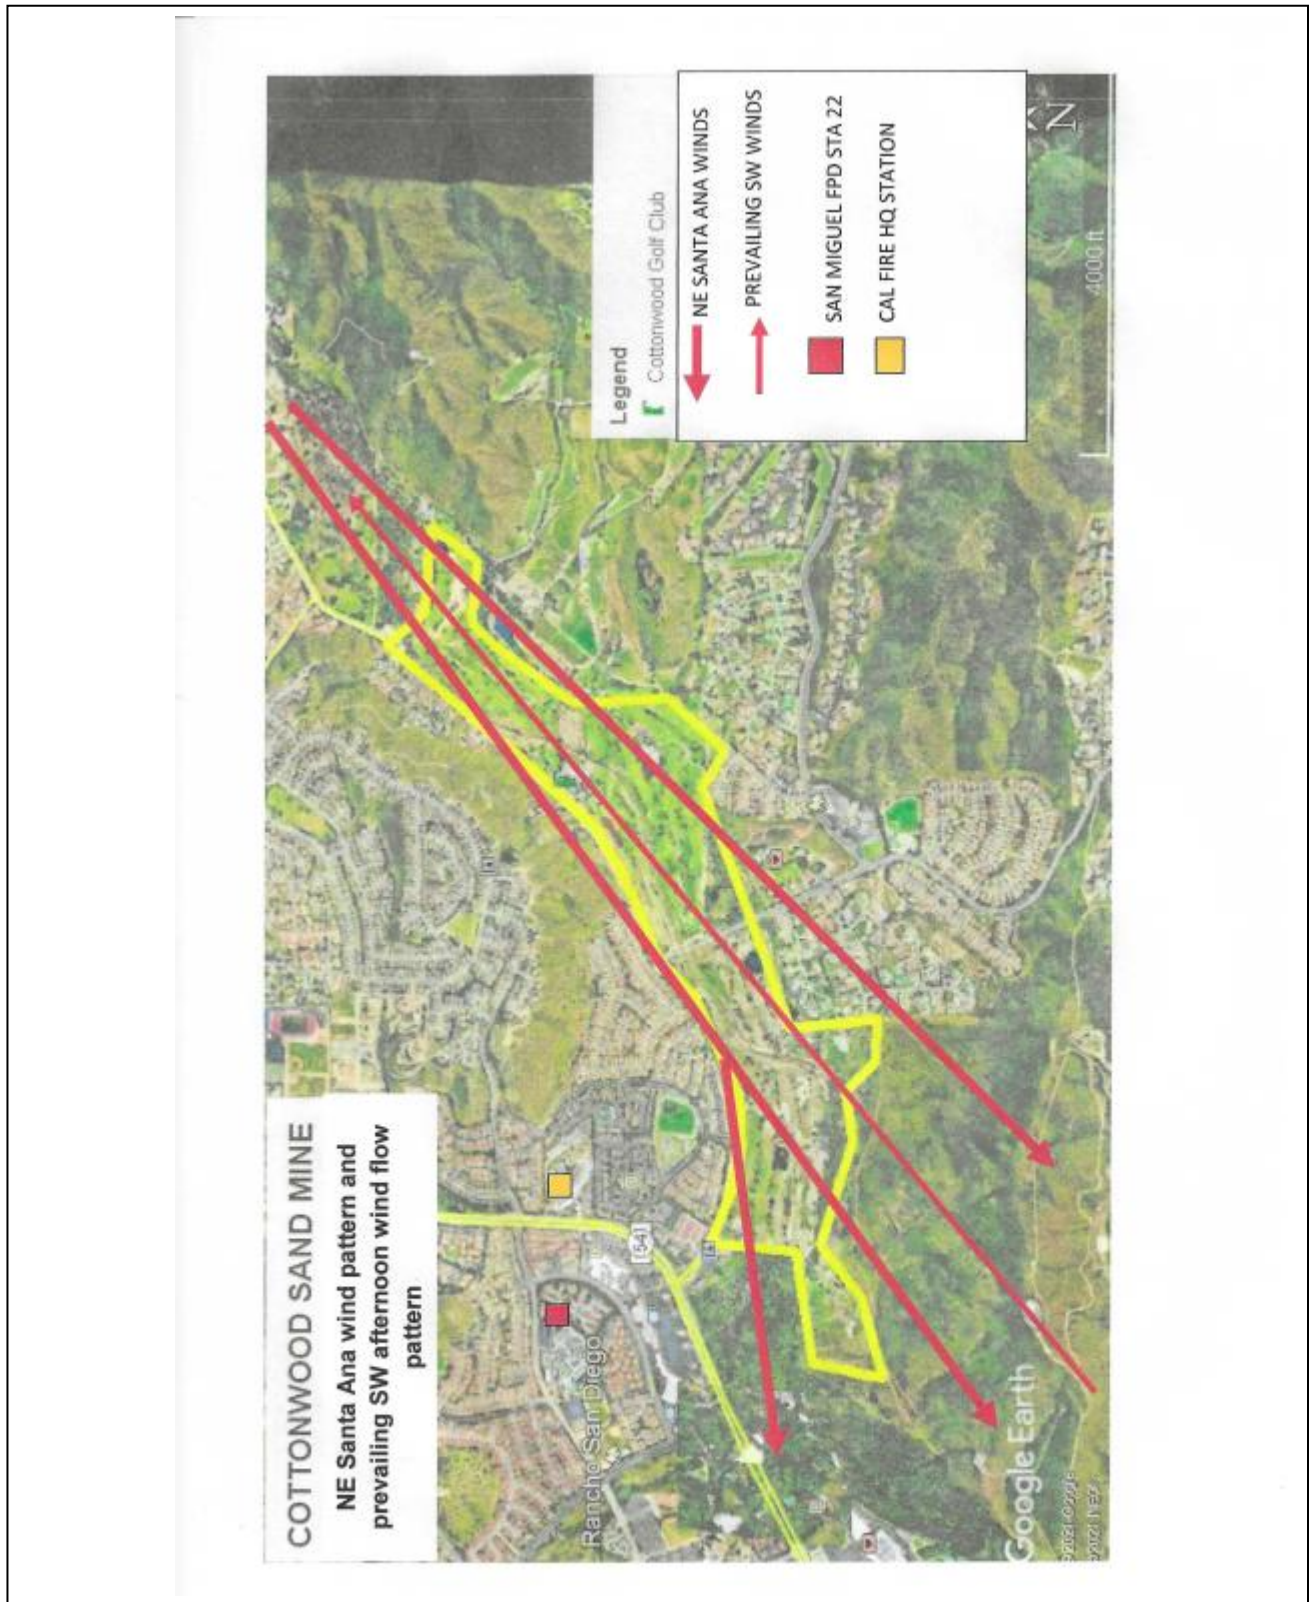 COTTONWOOD SAND MINE
NE Santa Ana wind pattern and
prevailing SW afternoon wind flow
pattern
Legend
Cottonwood Golf Club
NE SANTA ANA WINDS
PREVAILING SW WINDS
SAN MIGUEL FPD STA 22
CAL FIRE HQ STATION
N
4000 ft
54
Rancho San Diego
Google Earth